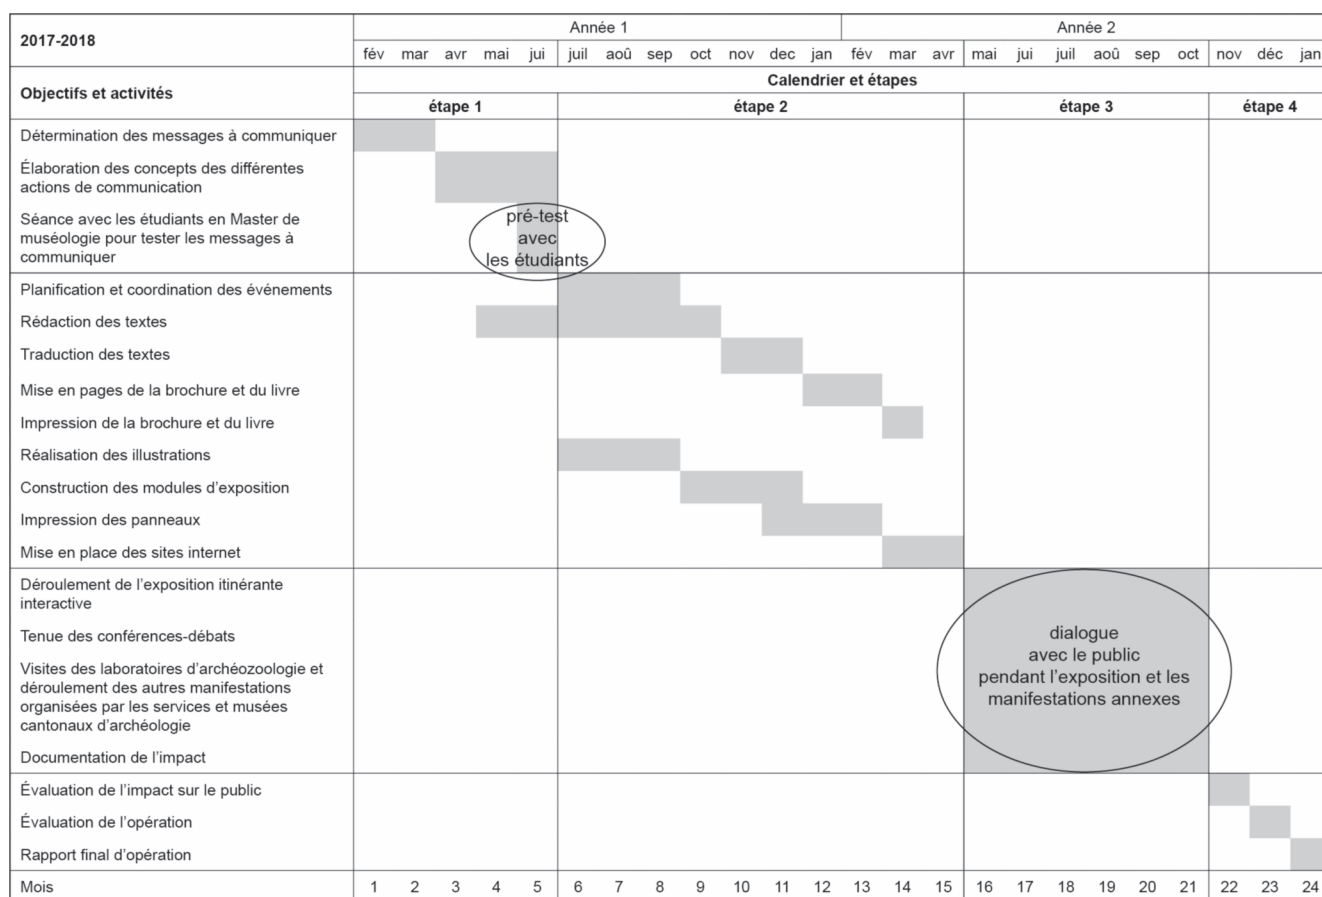 2017-2018
Année 1
Année 2
fév mar avr mai jui juil aoû sep oct nov dec jan fév mar avr mai jui juil aoû sep oct nov déc jan
Objectifs et activités
Calendrier et étapes
étape 1
étape 2
étape 3
étape 4
Détermination des messages à communiquer
Élaboration des concepts des différentes
actions de communication
Séance avec les étudiants en Master de
muséologie pour tester les messages à
communiquer
pré-test
avec
les étudiants
Planification et coordination des événements
Rédaction des textes
Traduction des textes
Mise en pages de la brochure et du livre
Impression de la brochure et du livre
Réalisation des illustrations
Construction des modules d'exposition
Impression des panneaux
Mise en place des sites internet
Déroulement de l'exposition itinérante
interactive
Tenue des conférences-débats
Visites des laboratoires d'archéozoologie et
déroulement des autres manifestations
organisées par les services et musées
cantonaux d'archéologie
Documentation de l'impact
dialogue
avec le public
pendant l'exposition et les
manifestations annexes
Évaluation de l'impact sur le public
Évaluation de l'opération
Rapport final d'opération
Mois 1 2 3 4 5 6 7 8 9 10 11 12 13 14 15 16 17 18 19 20 21 22 23 24